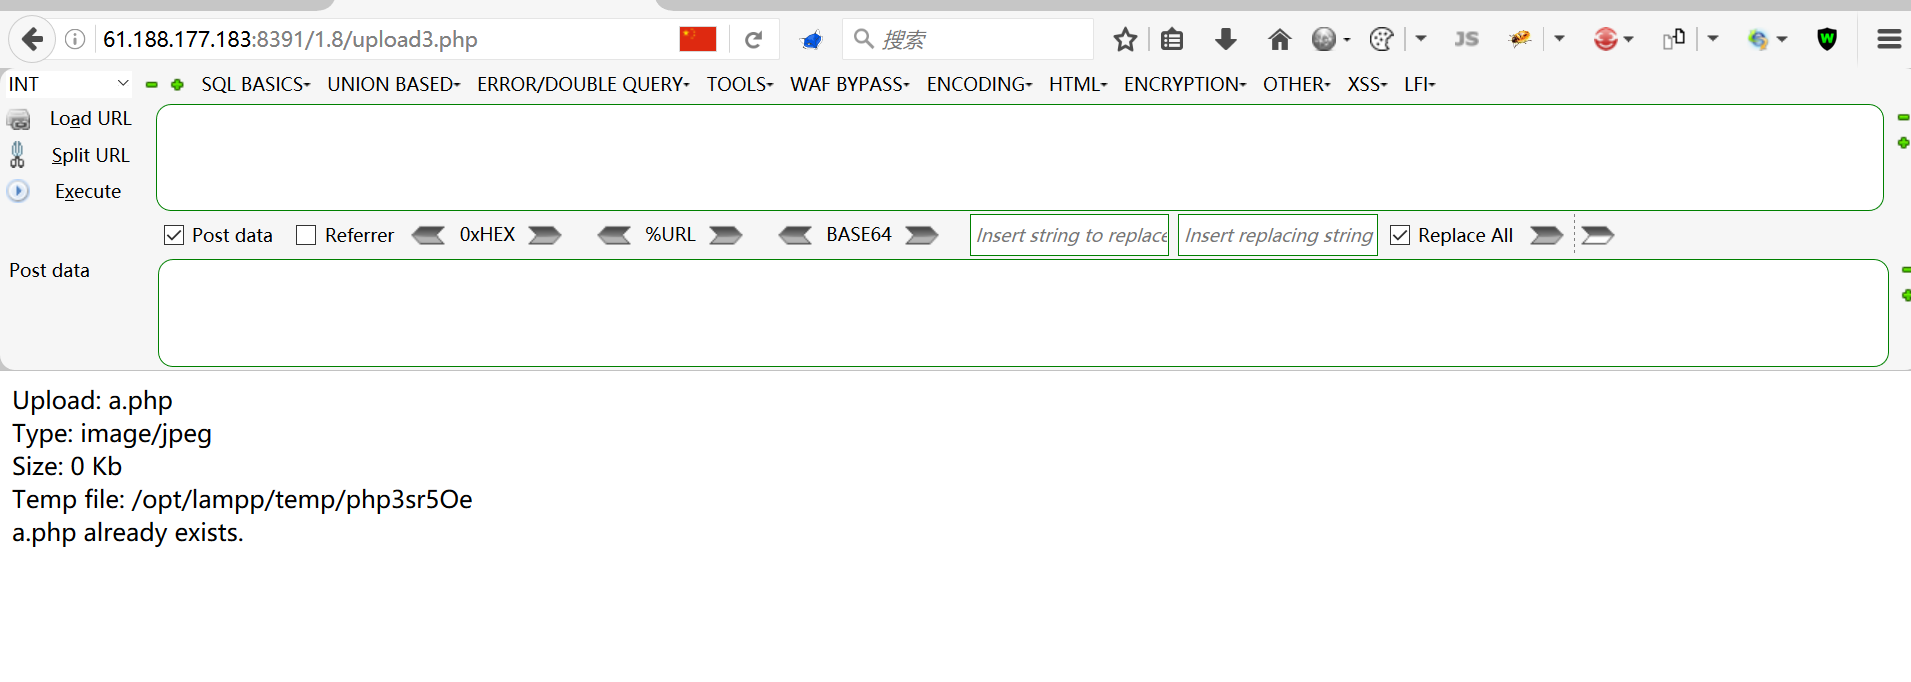 61.188.177.183:8391/1.8/upload3.php
搜索
JS
W
INT
SQL BASICS
UNION BASED
ERROR/DOUBLE QUERY
TOOLS
WAF BYPASS
ENCODING
HTML
ENCRYPTION
OTHER
XSS
LFI
Load URL
Split URL
Execute
Post data
Referrer
0xHEX
%URL
BASE64
Insert string to replace
Insert replacing string
Replace All
Post data
Upload: a.php
Type: image/jpeg
Size: 0 Kb
Temp file: /opt/lampp/temp/php3sr5Oe
a.php already exists.